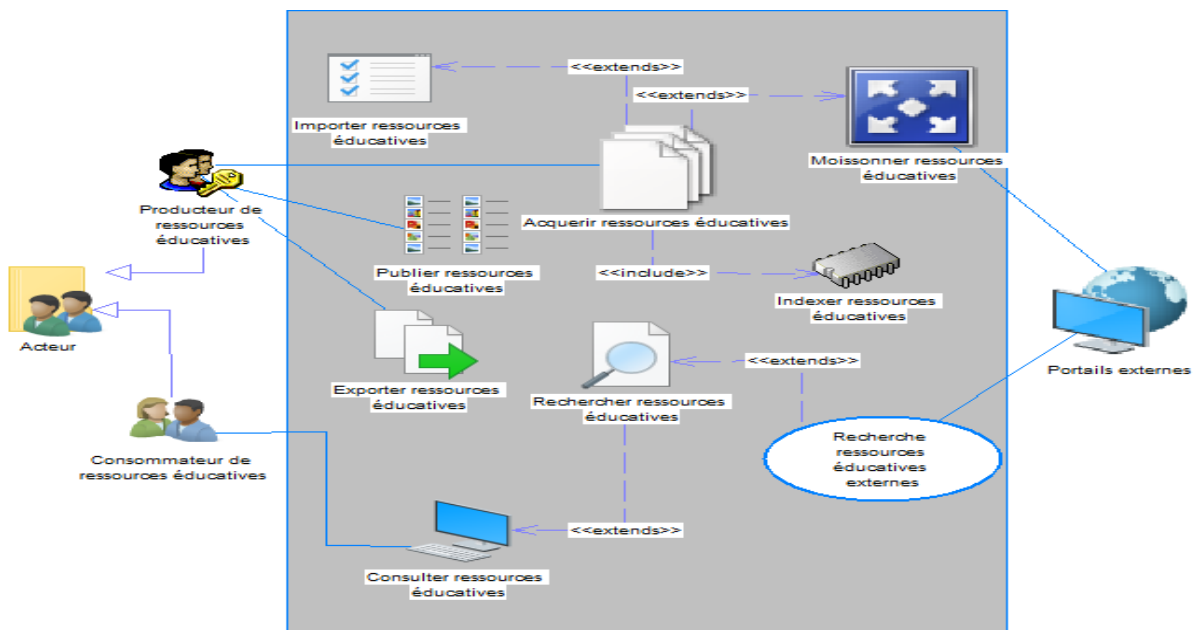 <<extends>>
<<extends>>
Importer ressources
éducatives
Moissonner ressources
éducatives
Producteur de
ressources
éducatives
Acquerir ressources éducatives
Publier ressources
éducatives
<<include>>
Indexer ressources
éducatives
Acteur
Exporter ressources
éducatives
Rechercher ressources
éducatives
<<extends>>
Portails externes
Recherche
ressources
éducatives
externes
Consommateur de
ressources éducatives
<<extends>>
Consulter ressources
éducatives